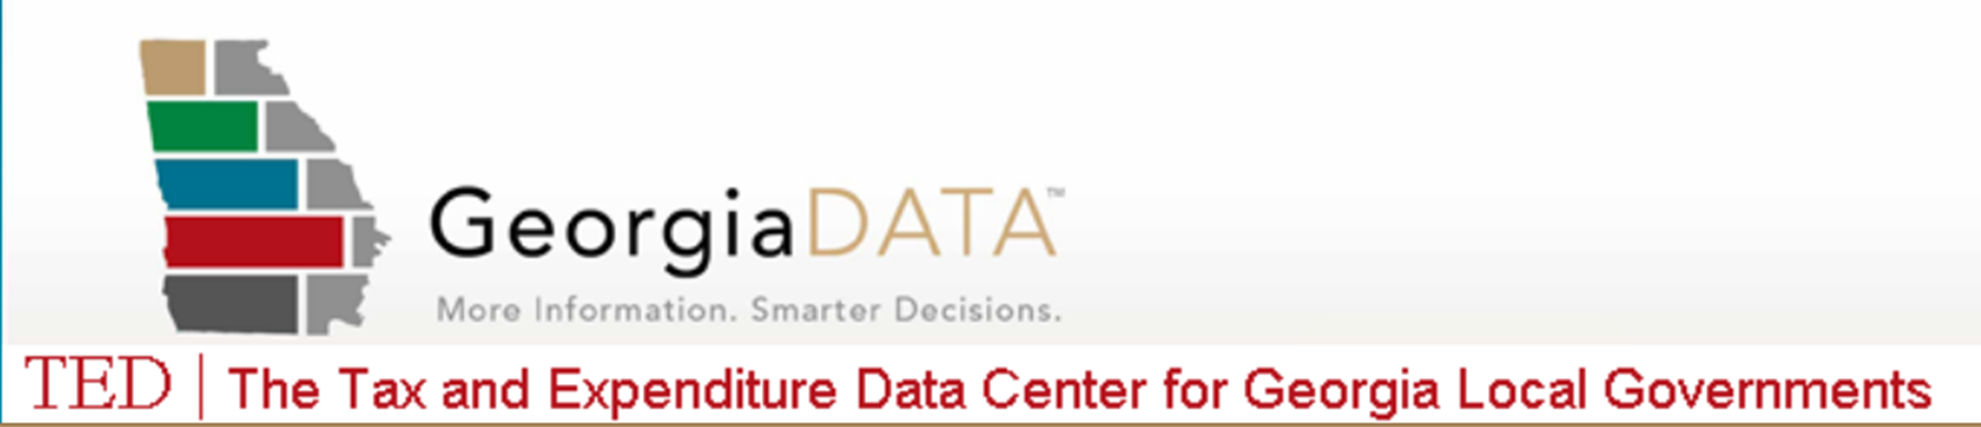 GeorgiaDATA™
More Information. Smarter Decisions.
TED | The Tax and Expenditure Data Center for Georgia Local Governments